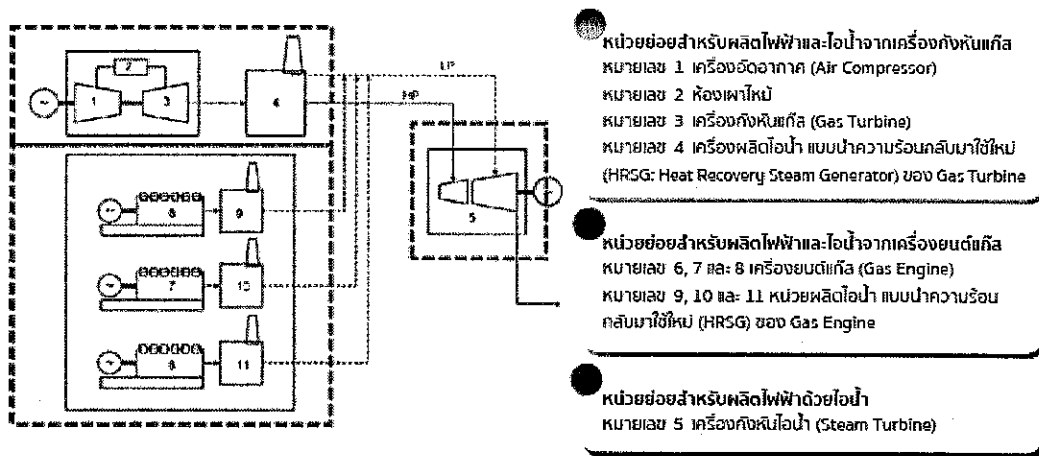 1
2
3
4
LP
HP
5
8
9
7
10
6
11
หน่วยย่อยสำหรับผลิตไฟฟ้าและไอน้ำจากเครื่องกังหันแก๊ส
หมายเลข 1 เครื่องอัดอากาศ (Air Compressor)
หมายเลข 2 ห้องเผาไหม้
หมายเลข 3 เครื่องกังหันแก๊ส (Gas Turbine)
หมายเลข 4 เครื่องผลิตไอน้ำ แบบนำความร้อนกลับมาใช้ใหม่
(HRSG: Heat Recovery Steam Generator) ของ Gas Turbine
หน่วยย่อยสำหรับผลิตไฟฟ้าและไอน้ำจากเครื่องยนต์แก๊ส
หมายเลข 6, 7 และ 8 เครื่องยนต์แก๊ส (Gas Engine)
หมายเลข 9, 10 และ 11 หน่วยผลิตไอน้ำ แบบนำความร้อน
กลับมาใช้ใหม่ (HRSG) ของ Gas Engine
หน่วยย่อยสำหรับผลิตไฟฟ้าด้วยไอน้ำ
หมายเลข 5 เครื่องกังหันไอน้ำ (Steam Turbine)